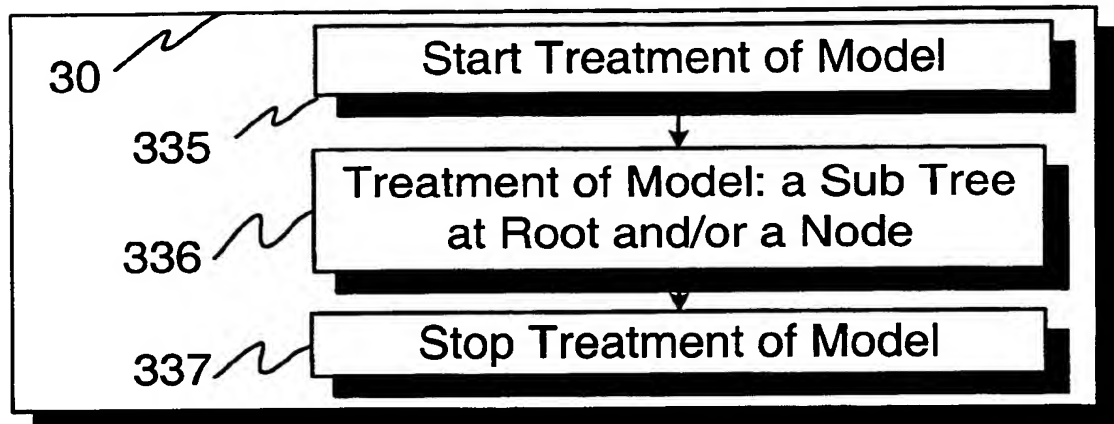 30
Start Treatment of Model
335
Treatment of Model: a Sub Tree
at Root and/or a Node
336
Stop Treatment of Model
337